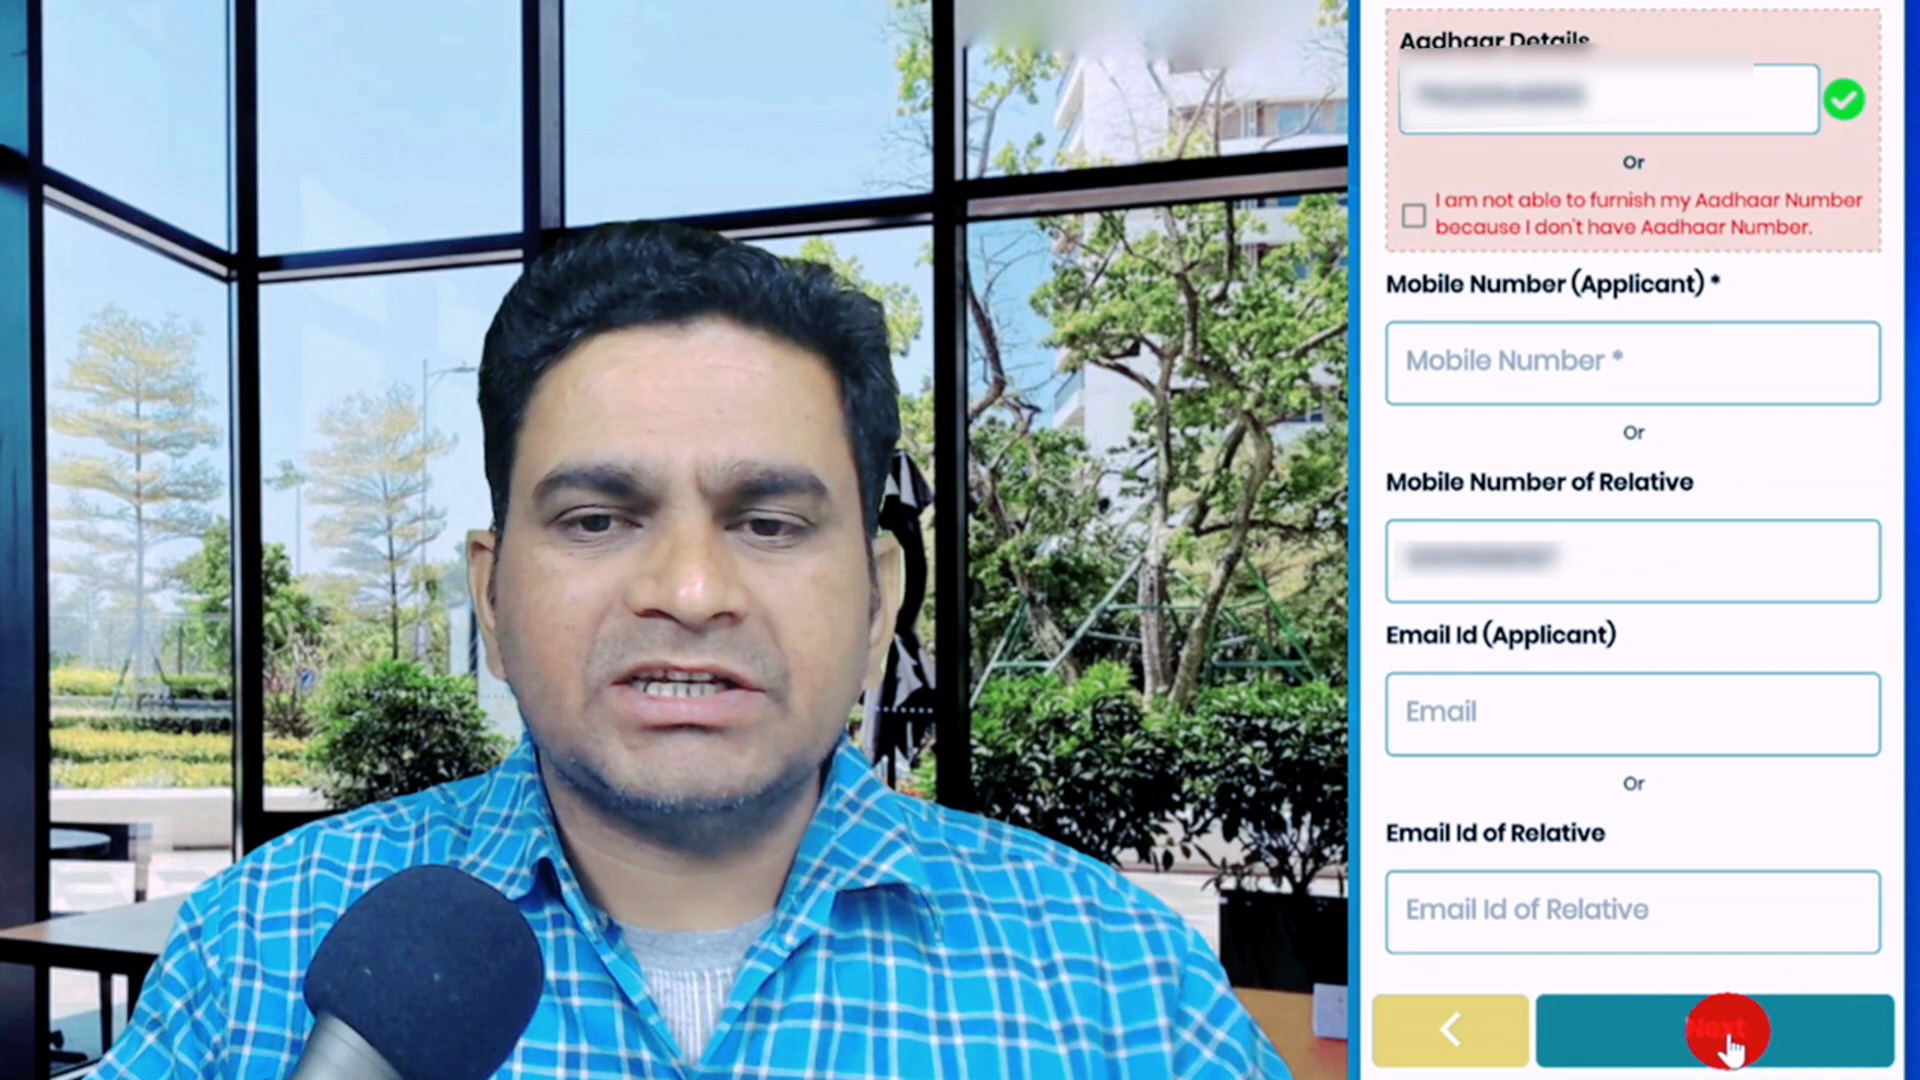 Aadhaar Details
Or
I am not able to furnish my Aadhaar Number
because I don't have Aadhaar Number.
Mobile Number (Applicant) *
Mobile Number *
Or
Mobile Number of Relative
Email Id (Applicant)
Email
Or
Email Id of Relative
Email Id of Relative
Next